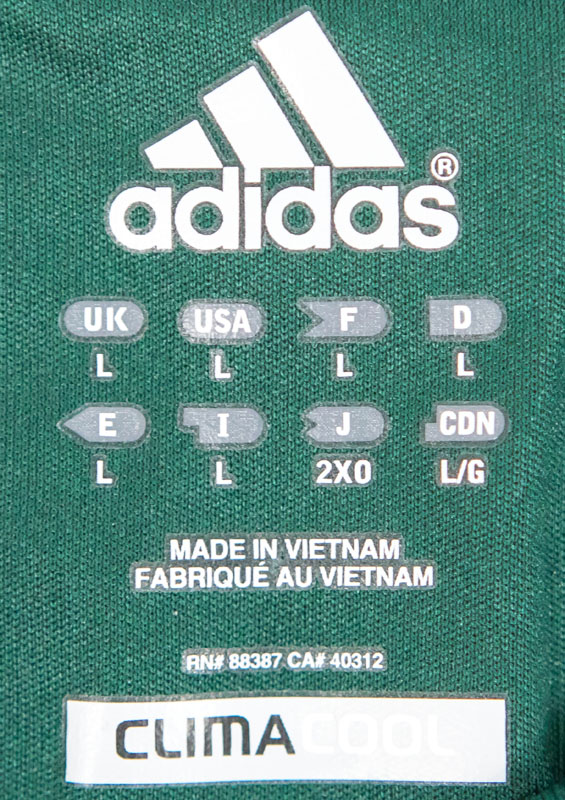 adidas®
UK USA F D
L L L L
E I J CDN
L L 2XO L/G
MADE IN VIETNAM
FABRIQUÉ AU VIETNAM
RN# 88387 CA# 40312
CLIMACOOL